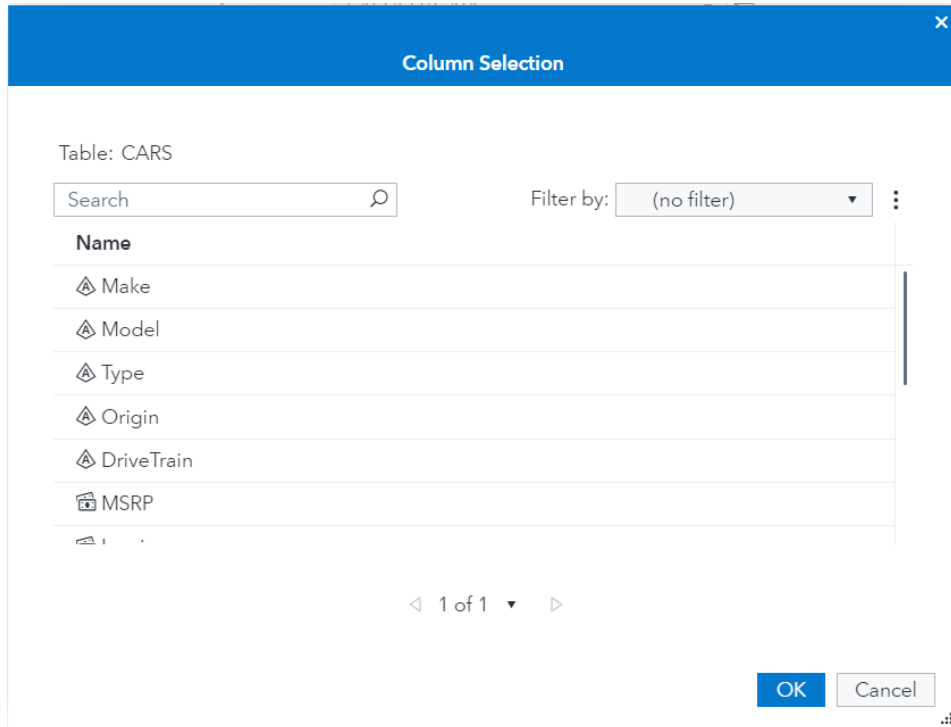 Column Selection
Table: CARS
Search Filter by: (no filter)
Name
Make
Model
Type
Origin
DriveTrain
MSRP
1 of 1
OK Cancel